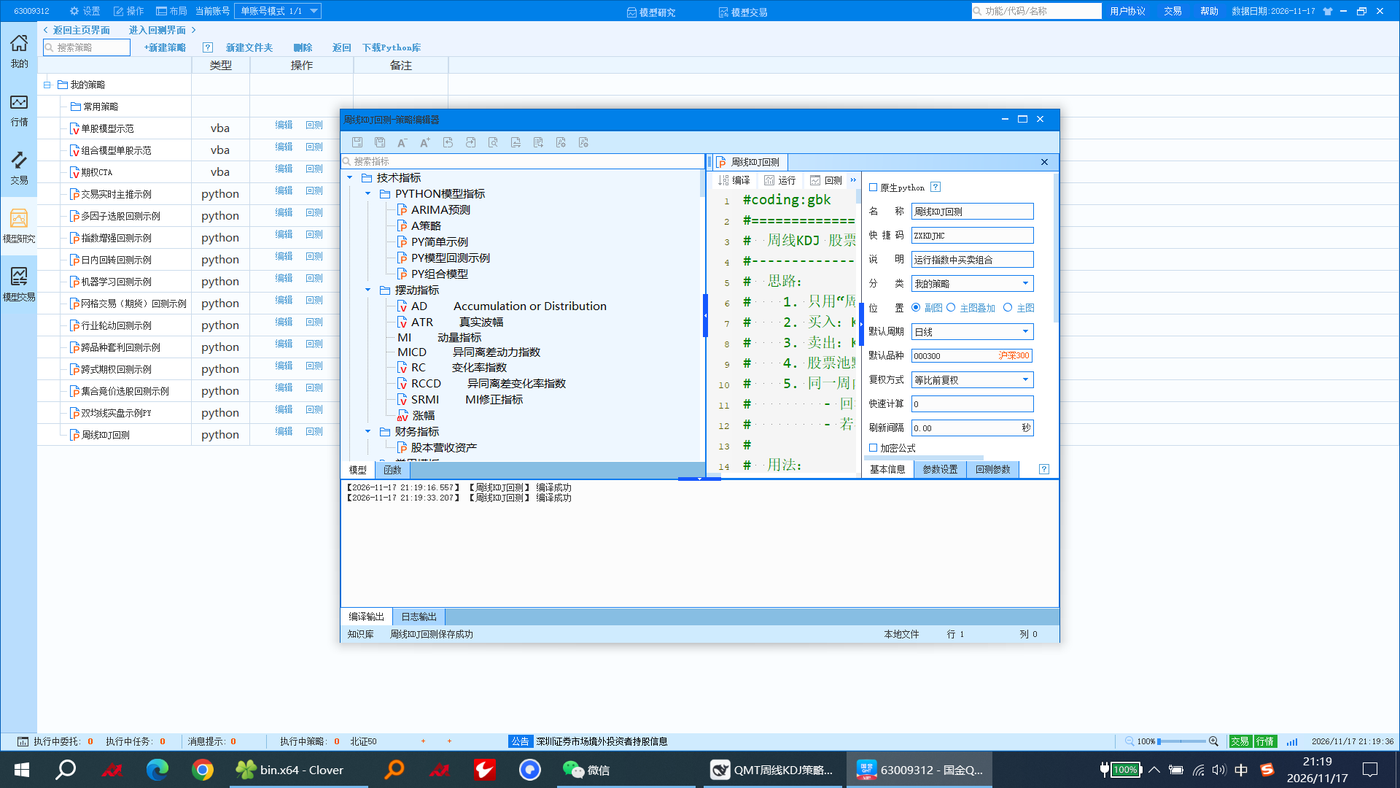 63009312 设置 操作 布局 当前账号 单账号模式 1/1 模型研究 模型交易 功能/代码/名称 用户协议 交易 帮助 数据日期:2026-11-17
返回主页界面 进入回测界面
搜索策略 +新建策略 ? 新建文件夹 删除 返回 下载Python库
类型 操作 备注
我的
行情
交易
模型研究
模型交易
我的策略
常用策略
单股模型示范 vba 编辑 回测
组合模型单股示范 vba 编辑 回测
期权CTA vba 编辑 回测
交易实时主推示例 python 编辑 回测
多因子选股回测示例 python 编辑 回测
指数增强回测示例 python 编辑 回测
日内回转回测示例 python 编辑 回测
机器学习回测示例 python 编辑 回测
网格交易（期货）回测示例 python 编辑 回测
行业轮动回测示例 python 编辑 回测
跨品种套利回测示例 python 编辑 回测
跨式期权回测示例 python 编辑 回测
集合竞价选股回测示例 python 编辑 回测
双均线实盘示例PY python 编辑 回测
周线KDJ回测 python 编辑 回测
周线KDJ回测-策略编辑器
搜索指标
技术指标
PYTHON模型指标
ARIMA预测
A策略
PY简单示例
PY模型回测示例
PY组合模型
摆动指标
AD Accumulation or Distribution
ATR 真实波幅
MI 动量指标
MICD 异同离差动力指数
RC 变化率指数
RCCD 异同离差变化率指数
SRMI MI修正指标
涨幅
财务指标
股本营收资产
模型 函数
周线KDJ回测
编译 运行 回测 »
1 #coding:gbk
2 #=============
3 # 周线KDJ 股票
4 #-------------
5 # 思路:
6 # 1. 只用“周
7 # 2. 买入:
8 # 3. 卖出:
9 # 4. 股票池
10 # 5. 同一周
11 # - 回
12 # - 若
13 #
14 # 用法:
原生python ?
名 称 周线KDJ回测
快 捷 码 ZXKDJHC
说 明 运行指数中买卖组合
分 类 我的策略
位 置 副图 主图叠加 主图
默认周期 日线
默认品种 000300 沪深300
复权方式 等比前复权
快速计算 0
刷新间隔 0.00 秒
加密公式
基本信息 参数设置 回测参数 ?
【2026-11-17 21:19:16.557】 【周线KDJ回测】 编译成功
【2026-11-17 21:19:33.207】 【周线KDJ回测】 编译成功
编译输出 日志输出
知识库 周线KDJ回测保存成功 本地文件 行 1 列 0
执行中委托: 0 执行中任务: 0 消息提示: 0 执行中策略: 0 北证50 公告 深圳证券市场境外投资者持股信息 100% 交易 行情 2026/11/17 21:19:36
bin.x64 - Clover 微信 QMT周线KDJ策略... 63009312 - 国金Q... 100% 中 21:19
2026/11/17